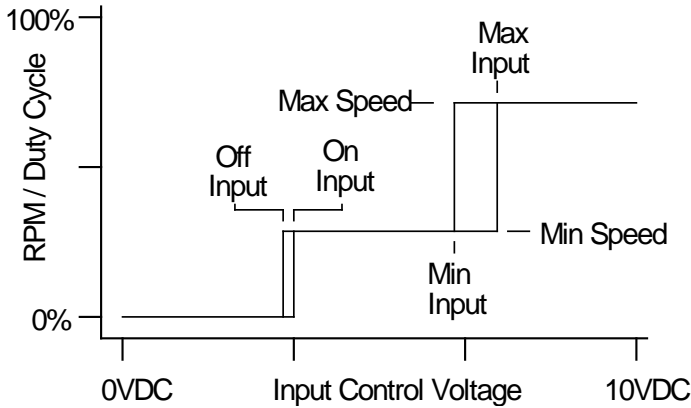 100%
Max
Input
Max Speed
RPM / Duty Cycle
Off
Input
On
Input
Min Speed
Min
Input
0%
0VDC
Input Control Voltage
10VDC